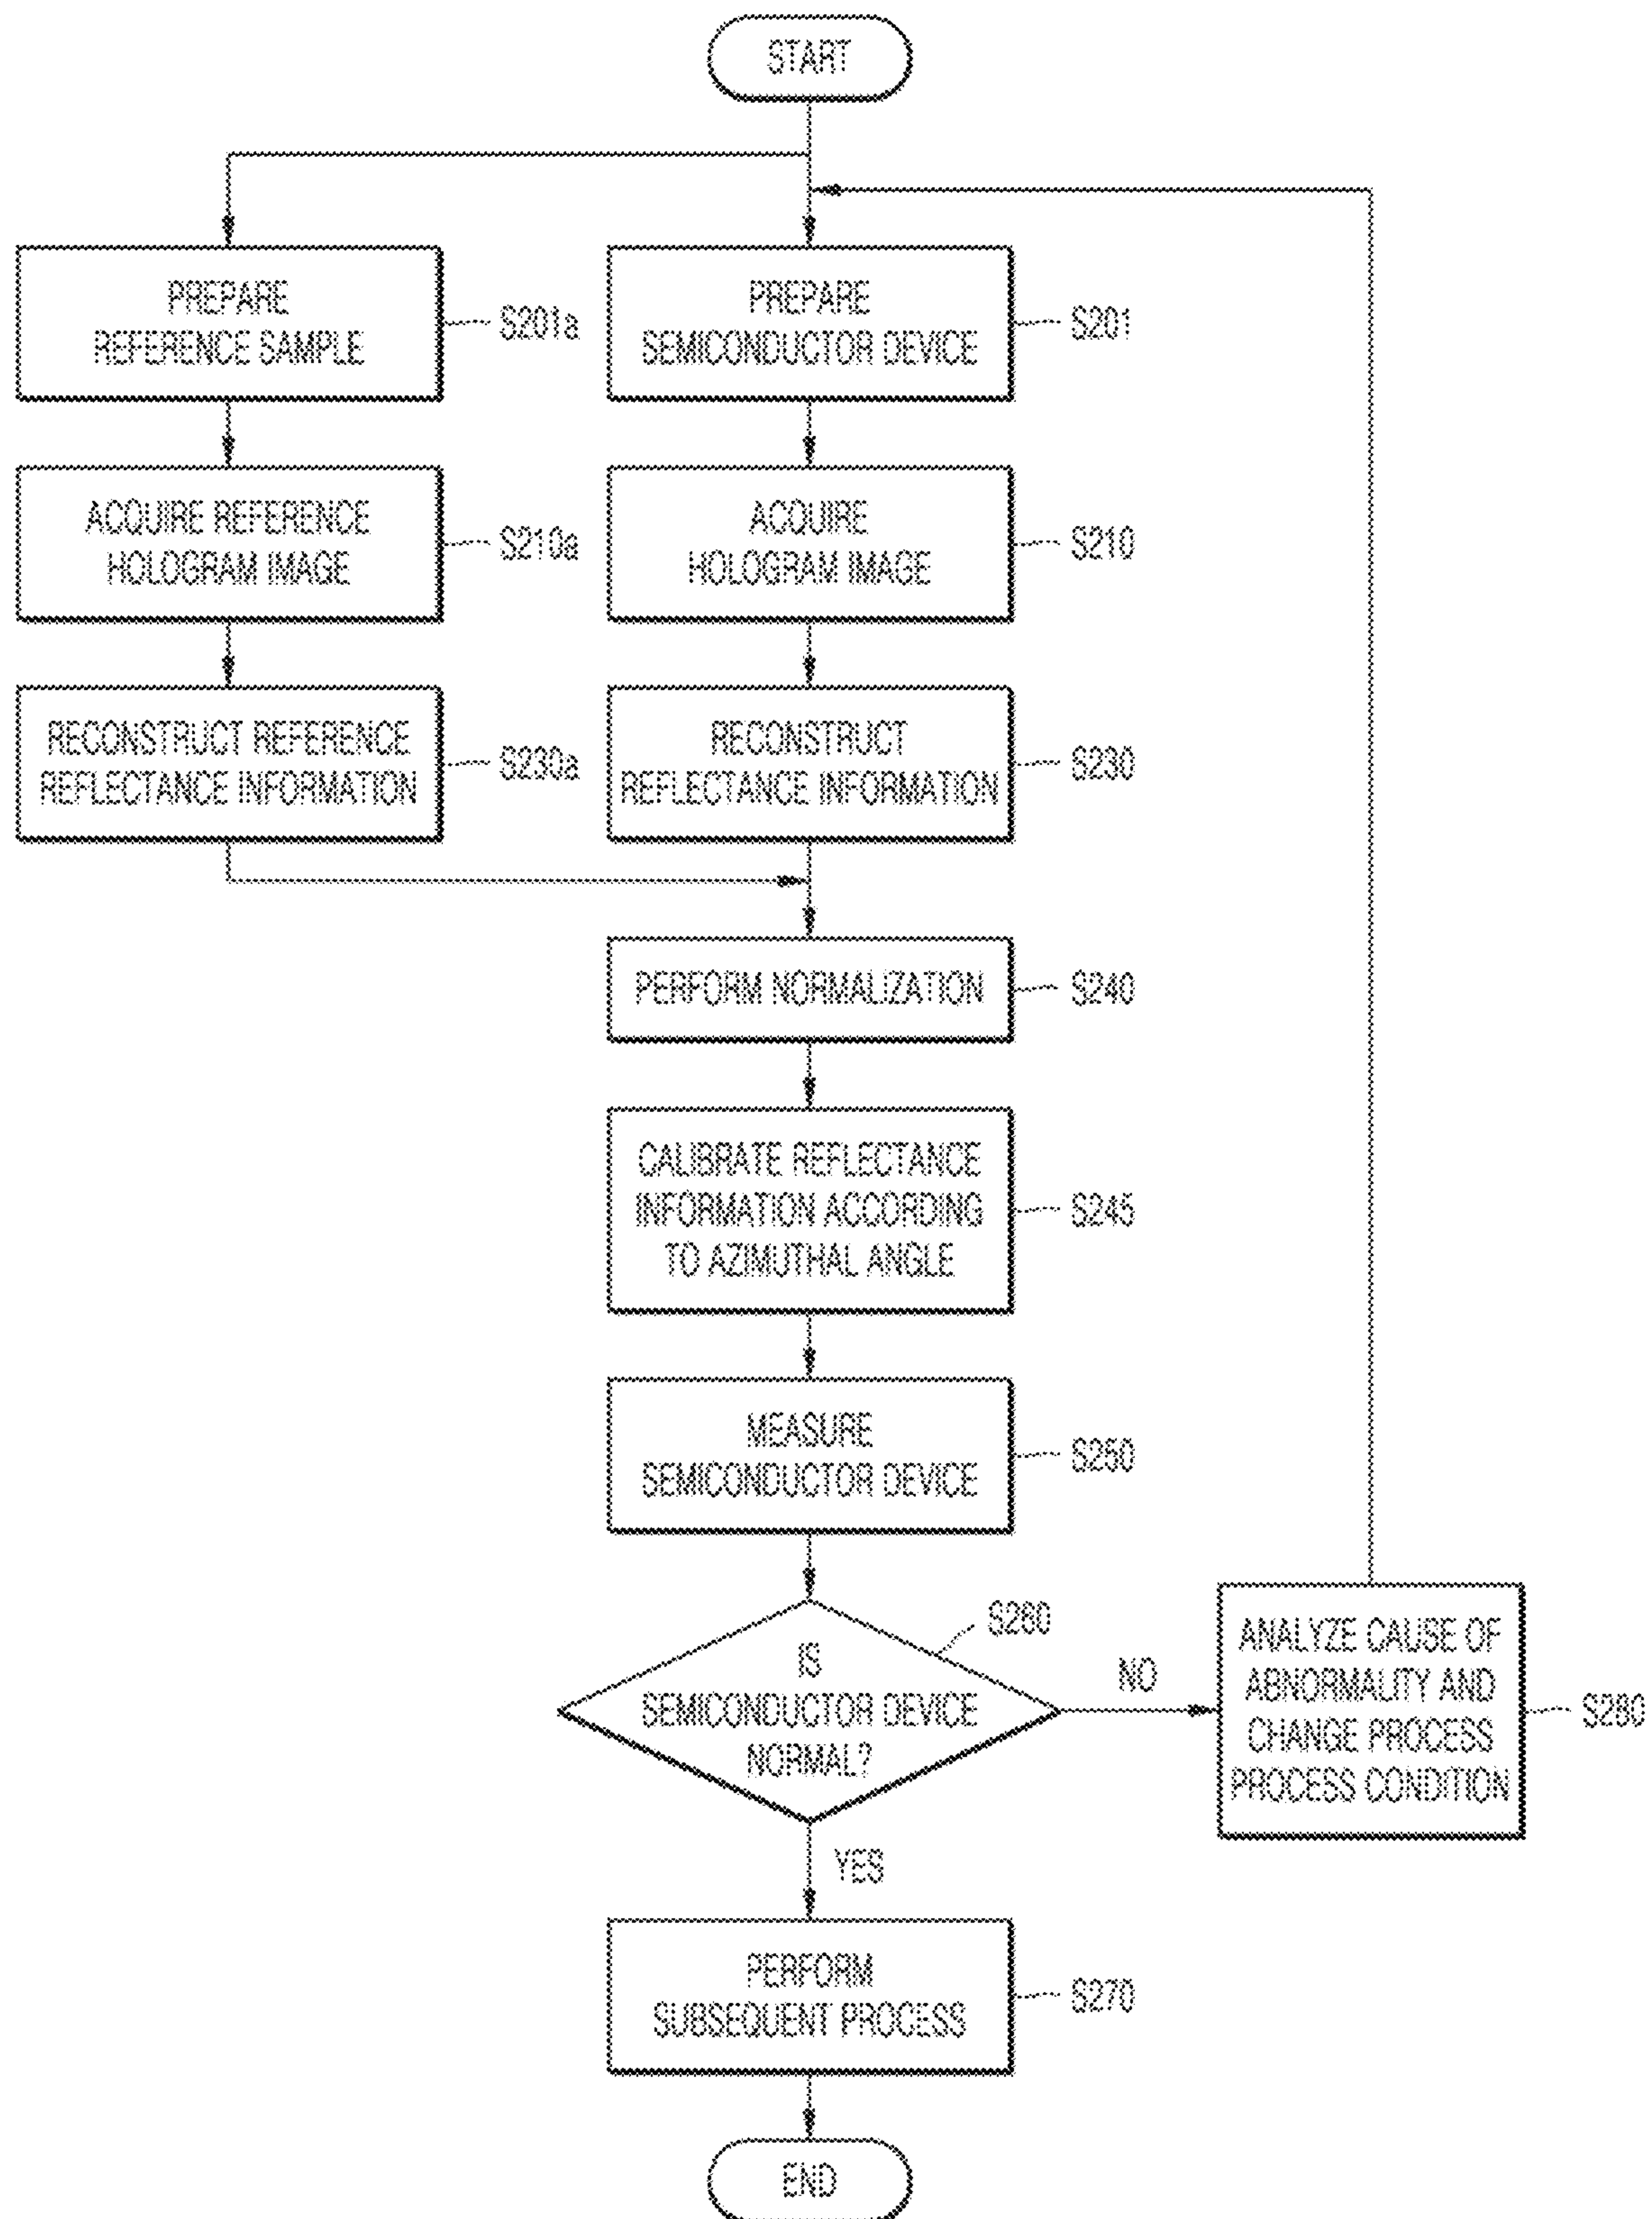 START
PREPARE
REFERENCE SAMPLE
S201a
PREPARE
SEMICONDUCTOR DEVICE
S201
ACQUIRE REFERENCE
HOLOGRAM IMAGE
S210a
ACQUIRE
HOLOGRAM IMAGE
S210
RECONSTRUCT REFERENCE
REFLECTANCE INFORMATION
S230a
RECONSTRUCT
REFLECTANCE INFORMATION
S230
PERFORM NORMALIZATION
S240
CALIBRATE REFLECTANCE
INFORMATION ACCORDING
TO AZIMUTHAL ANGLE
S245
MEASURE
SEMICONDUCTOR DEVICE
S250
IS
SEMICONDUCTOR DEVICE
NORMAL?
S260
NO
ANALYZE CAUSE OF
ABNORMALITY AND
CHANGE PROCESS
PROCESS CONDITION
S280
YES
PERFORM
SUBSEQUENT PROCESS
S270
END